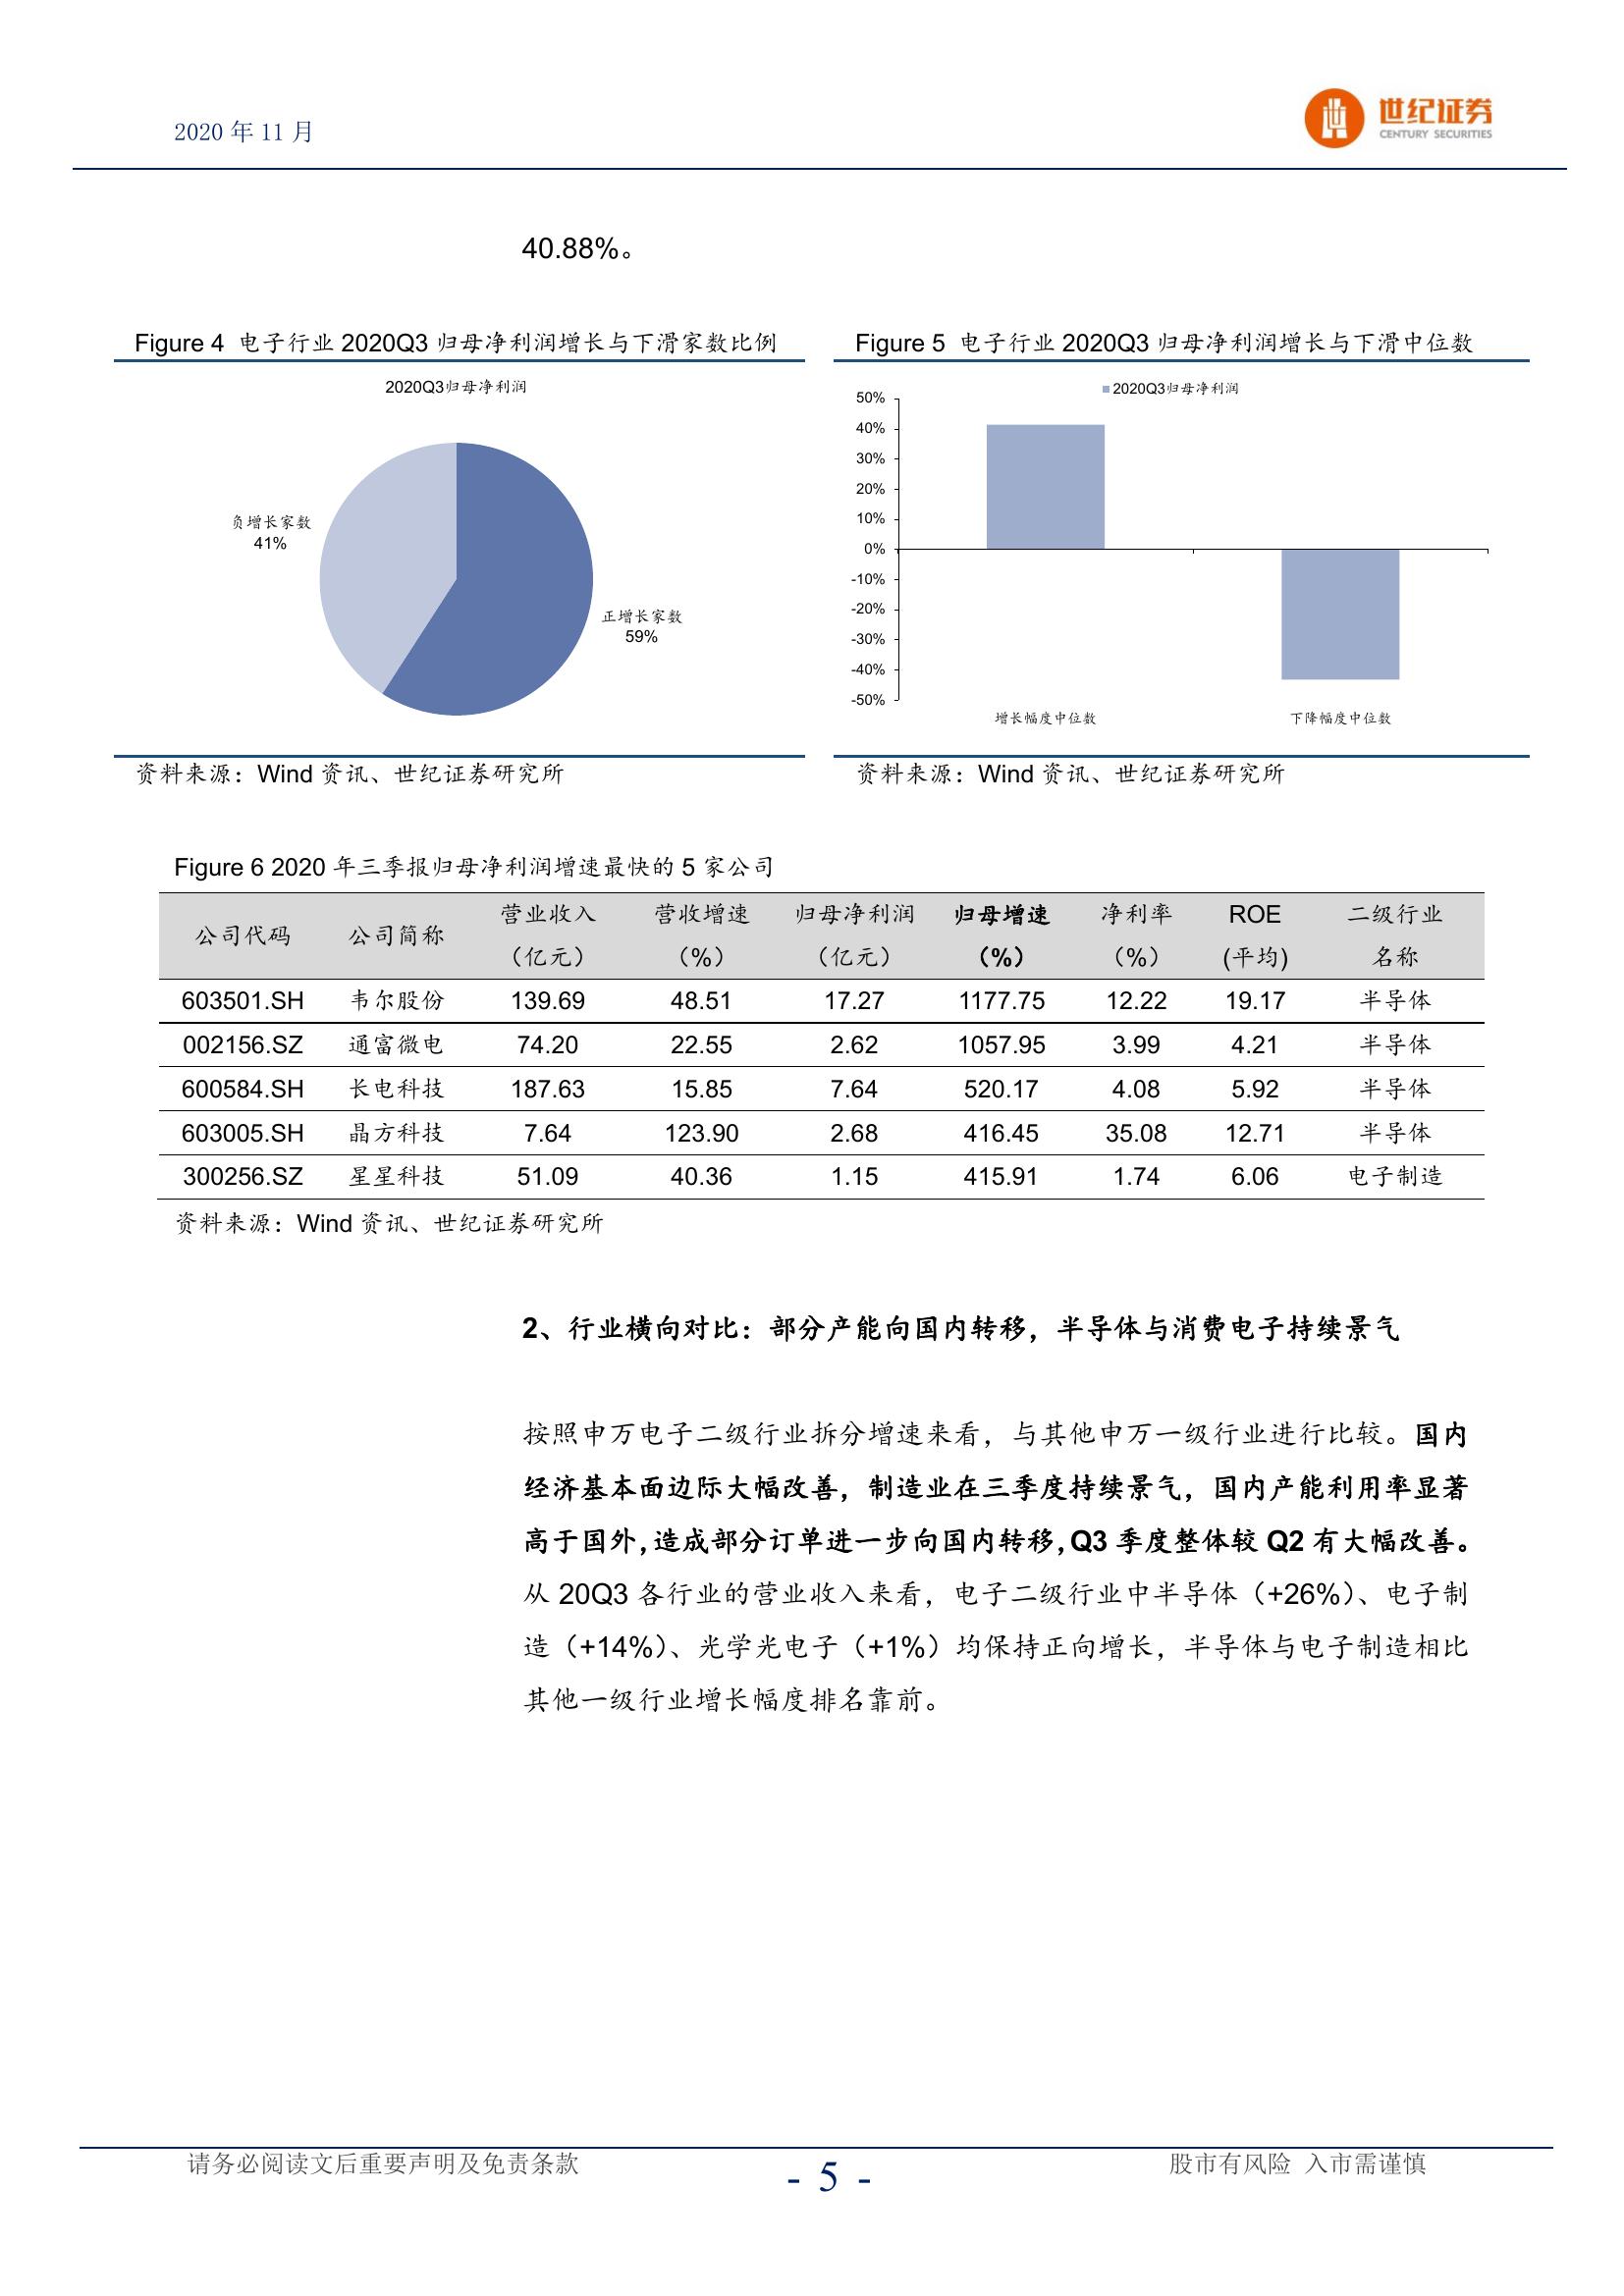 2020 年 11 月
世纪证券
CENTURY SECURITIES
40.88%。
Figure 4 电子行业 2020Q3 归母净利润增长与下滑家数比例
2020Q3归母净利润
负增长家数
41%
正增长家数
59%
资料来源：Wind 资讯、世纪证券研究所
Figure 5 电子行业 2020Q3 归母净利润增长与下滑中位数
2020Q3归母净利润
50%
40%
30%
20%
10%
0%
-10%
-20%
-30%
-40%
-50%
增长幅度中位数 下降幅度中位数
资料来源：Wind 资讯、世纪证券研究所
Figure 6 2020 年三季报归母净利润增速最快的 5 家公司
公司代码 公司简称 营业收入（亿元） 营收增速（%） 归母净利润（亿元） 归母增速（%） 净利率（%） ROE(平均) 二级行业名称
603501.SH 韦尔股份 139.69 48.51 17.27 1177.75 12.22 19.17 半导体
002156.SZ 通富微电 74.20 22.55 2.62 1057.95 3.99 4.21 半导体
600584.SH 长电科技 187.63 15.85 7.64 520.17 4.08 5.92 半导体
603005.SH 晶方科技 7.64 123.90 2.68 416.45 35.08 12.71 半导体
300256.SZ 星星科技 51.09 40.36 1.15 415.91 1.74 6.06 电子制造
资料来源：Wind 资讯、世纪证券研究所
2、行业横向对比：部分产能向国内转移，半导体与消费电子持续景气
按照申万电子二级行业拆分增速来看，与其他申万一级行业进行比较。国内
经济基本面边际大幅改善，制造业在三季度持续景气，国内产能利用率显著
高于国外，造成部分订单进一步向国内转移，Q3 季度整体较 Q2 有大幅改善。
从 20Q3 各行业的营业收入来看，电子二级行业中半导体（+26%）、电子制
造（+14%）、光学光电子（+1%）均保持正向增长，半导体与电子制造相比
其他一级行业增长幅度排名靠前。
请务必阅读文后重要声明及免责条款
- 5 -
股市有风险 入市需谨慎